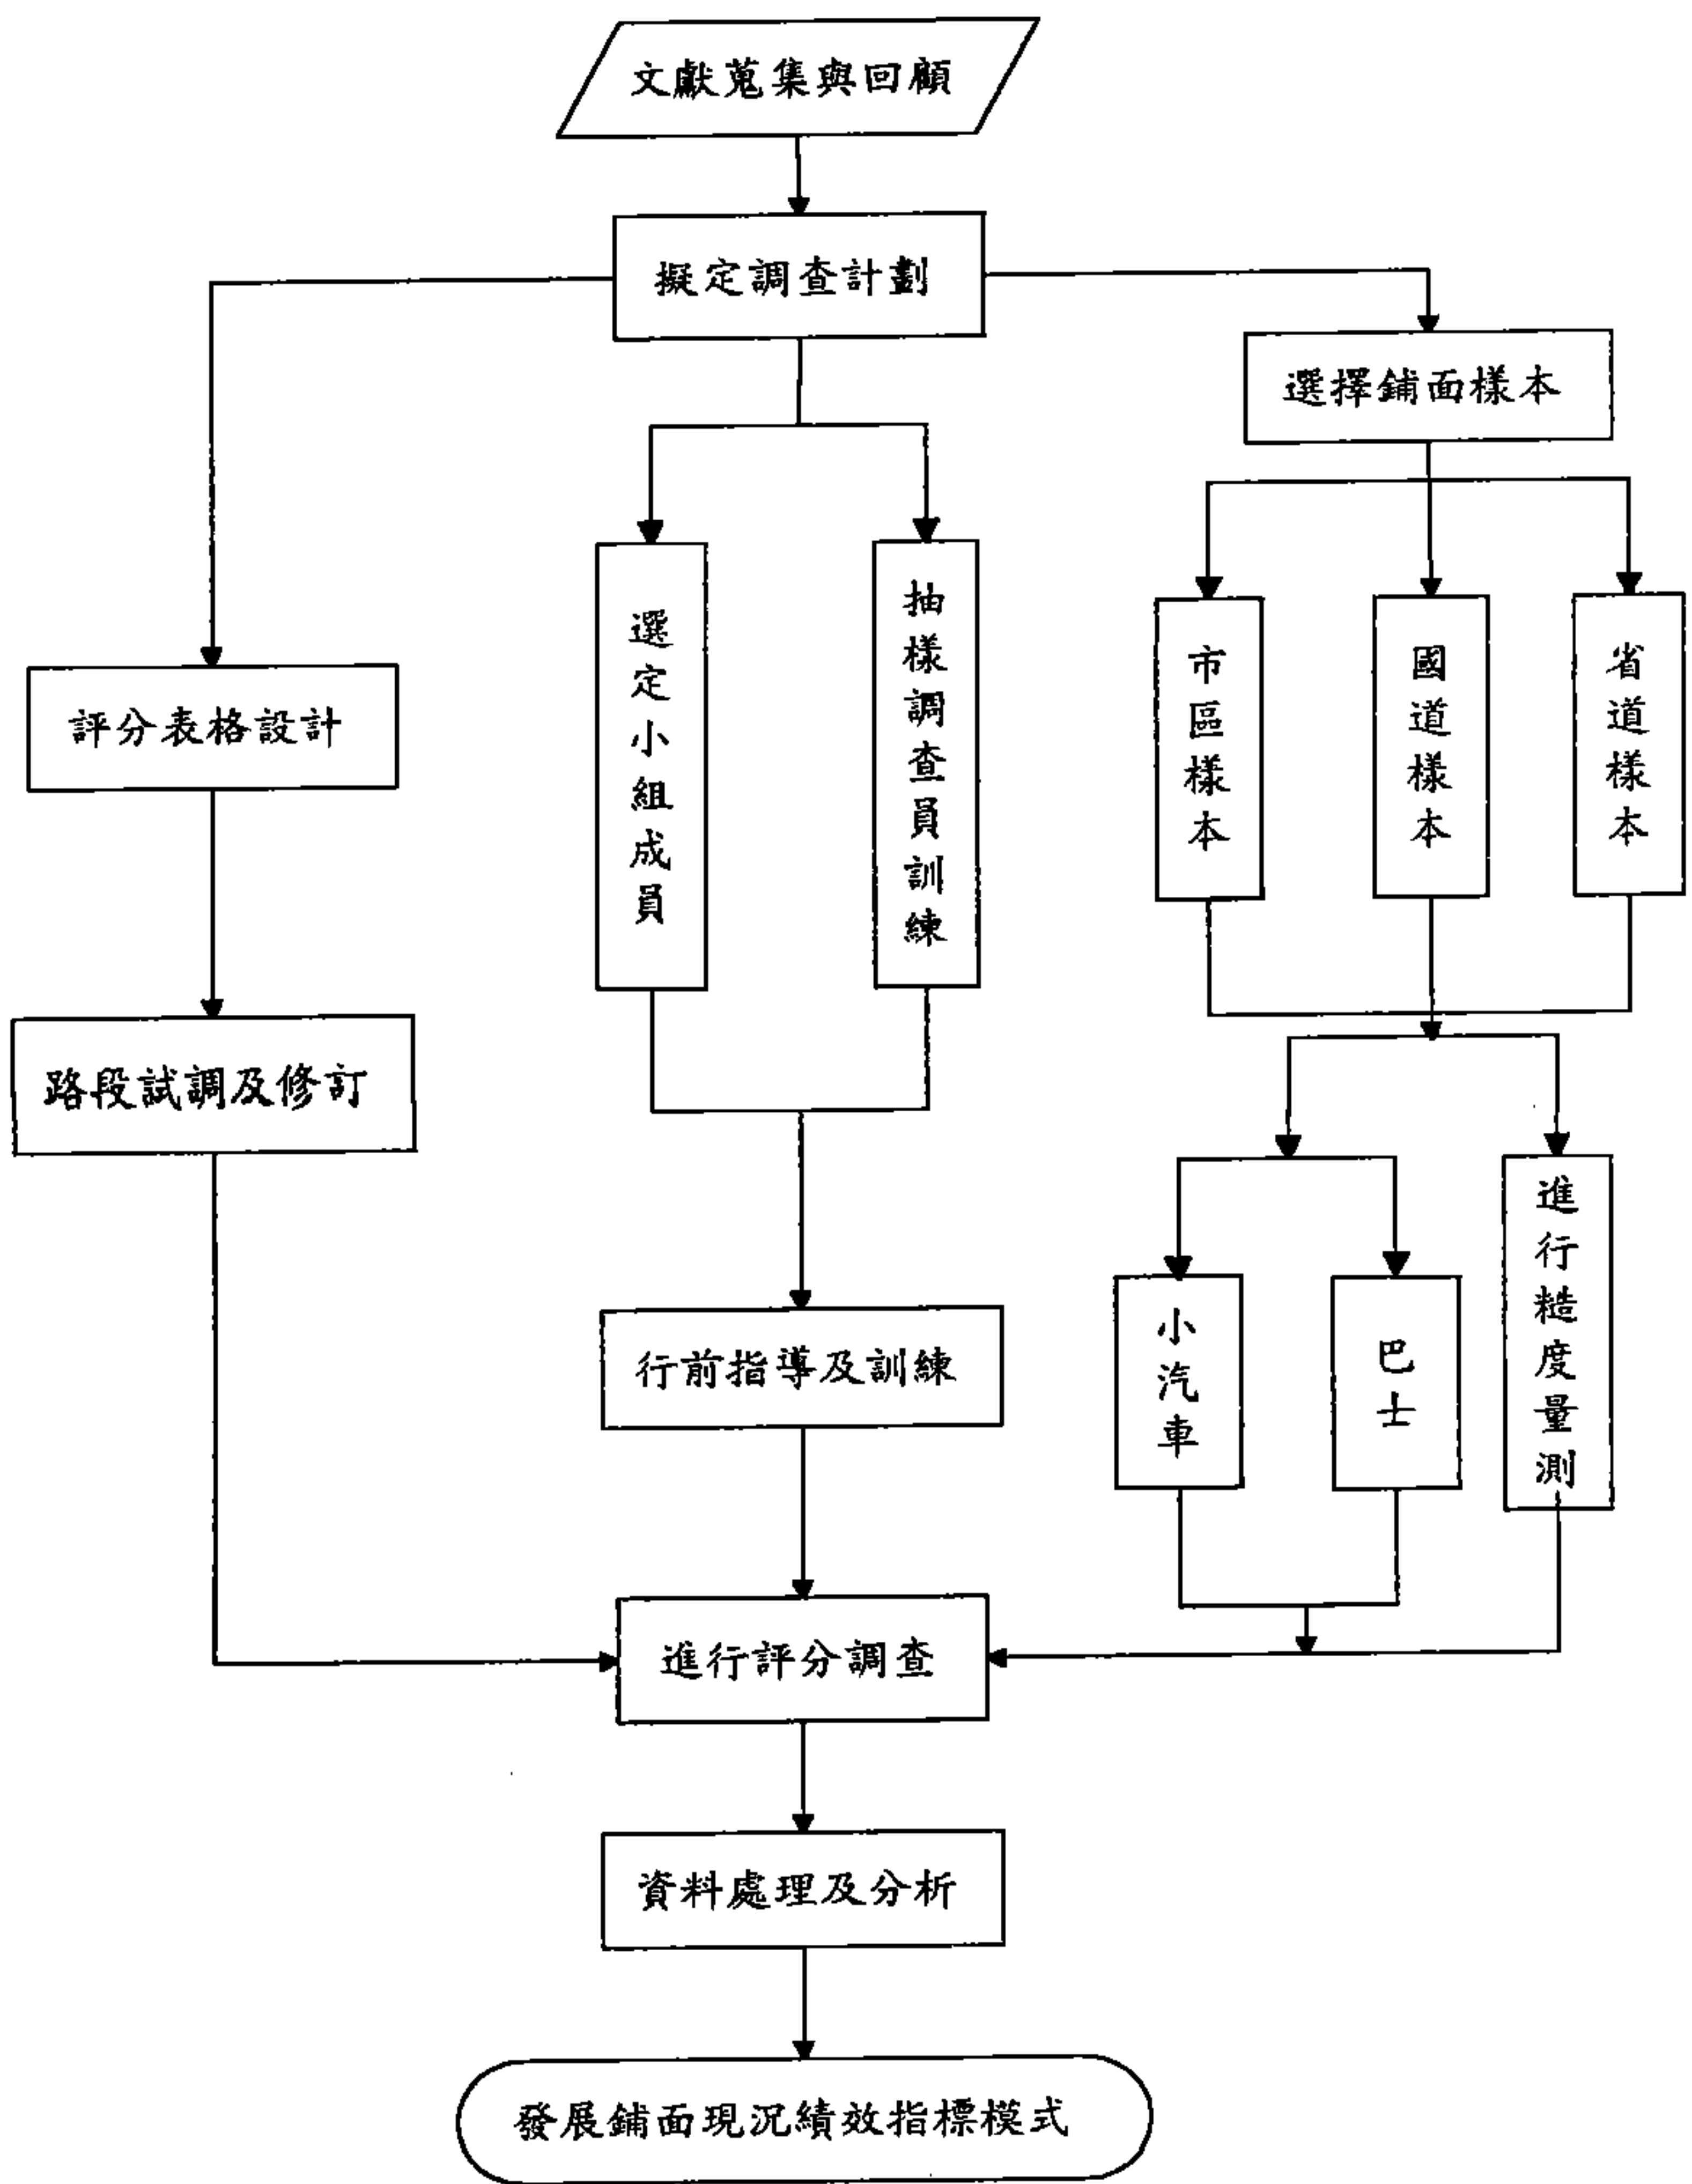 文獻蒐集與回顧
擬定調查計劃
選擇鋪面樣本
選定小組成員
抽樣調查員訓練
市區樣本
國道樣本
省道樣本
評分表格設計
路段試調及修訂
小汽車
巴士
進行糙度量測
行前指導及訓練
進行評分調查
資料處理及分析
發展鋪面現況績效指標模式